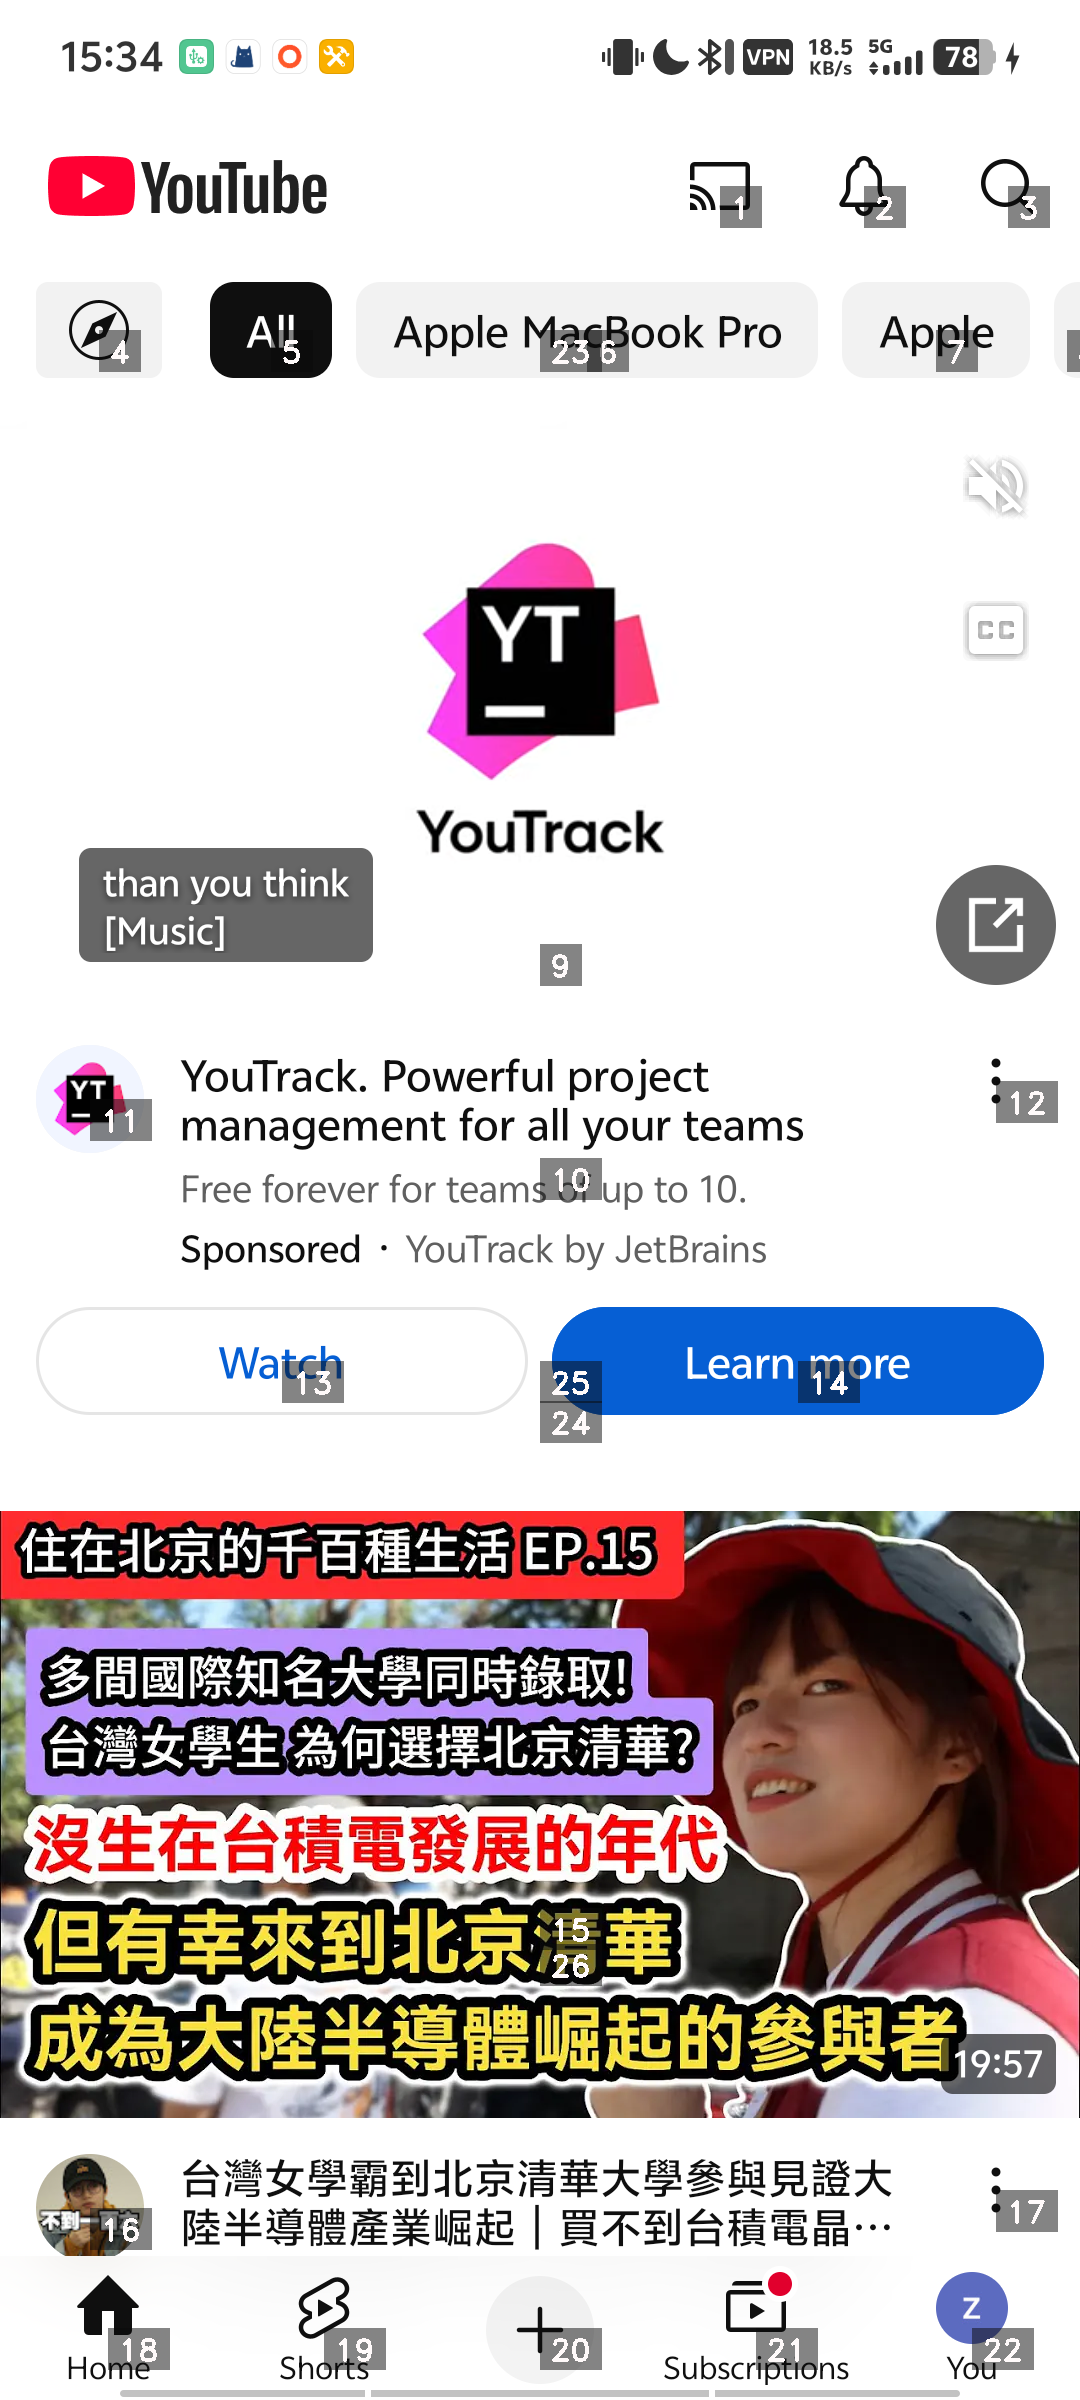 15:34
VPN
18.5 KB/s
5G
78
YouTube
1
2
3
All
Apple MacBook Pro
Apple
4
5
23
6
7
YT
CC
YouTrack
than you think
[Music]
9
YT
YouTrack. Powerful project
management for all your teams
11
12
Free forever for teams of up to 10.
10
Sponsored · YouTrack by JetBrains
Watch
Learn more
13
25
14
24
住在北京的千百種生活 EP.15
多間國際知名大學同時錄取!
台灣女學生 為何選擇北京清華?
沒生在台積電發展的年代
但有幸來到北京清華
15
26
成為大陸半導體崛起的參與者
19:57
台灣女學霸到北京清華大學參與見證大
陸半導體產業崛起｜買不到台積電晶…
不到一
16
17
Z
Home
Shorts
Subscriptions
You
18
19
20
21
22